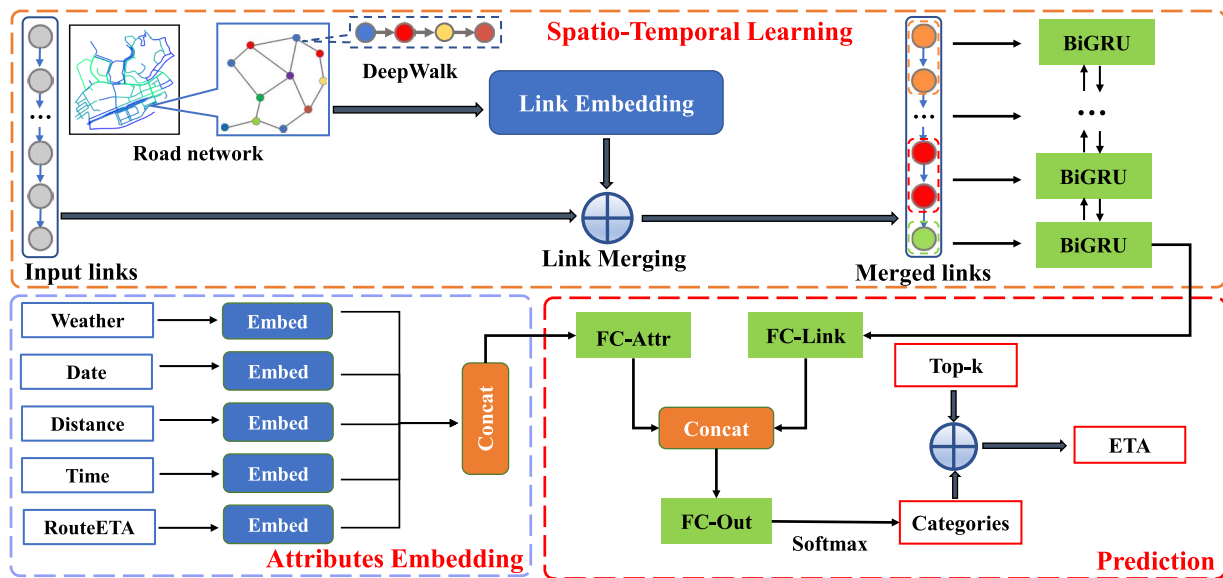 Spatio-Temporal Learning
DeepWalk
Road network
Link Embedding
Link Merging
Input links
...
...
Merged links
BiGRU
...
BiGRU
BiGRU
Weather
Embed
Date
Embed
Distance
Embed
Time
Embed
RouteETA
Embed
Concat
Attributes Embedding
FC-Attr
FC-Link
Concat
FC-Out
Softmax
Top-k
Categories
ETA
Prediction